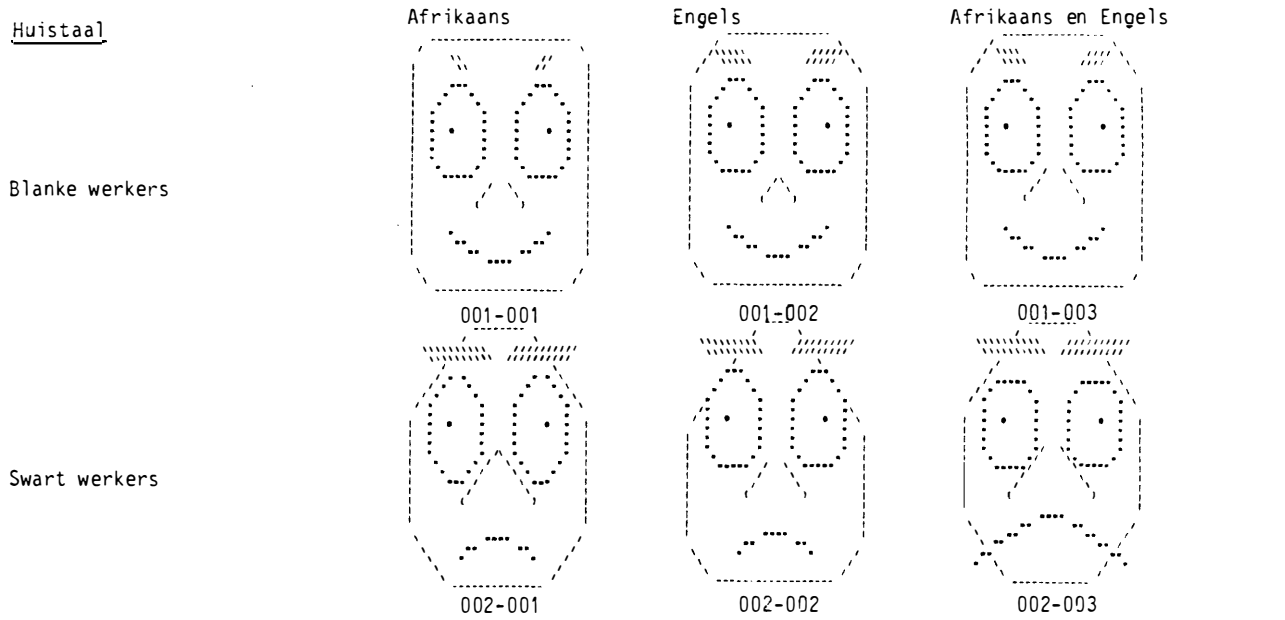 Huistaal
Afrikaans
Engels
Afrikaans en Engels
Blanke werkers
001-001
001-002
001-003
Swart werkers
002-001
002-002
002-003